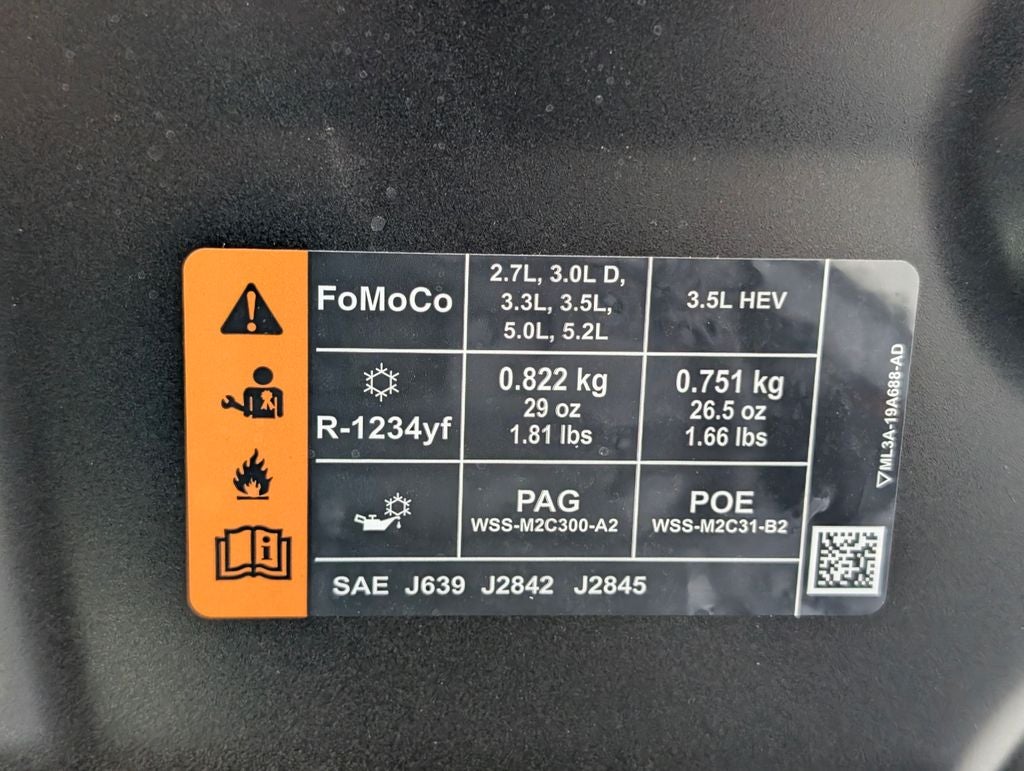 FoMoCo
2.7L, 3.0L D,
3.3L, 3.5L,
5.0L, 5.2L
3.5L HEV
R-1234yf
0.822 kg
29 oz
1.81 lbs
0.751 kg
26.5 oz
1.66 lbs
PAG
WSS-M2C300-A2
POE
WSS-M2C31-B2
SAE J639 J2842 J2845
ML3A-19A688-AD